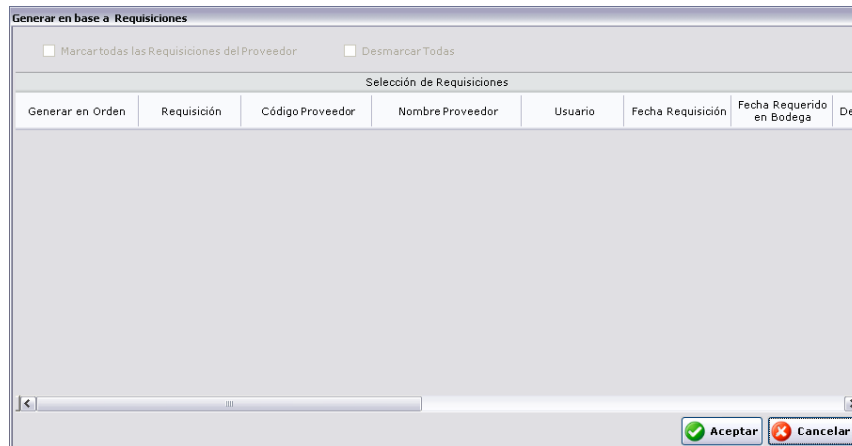 Generar en base a Requisiciones
Marcar todas las Requisiciones del Proveedor
Desmarcar Todas
Selección de Requisiciones
Generar en Orden
Requisición
Código Proveedor
Nombre Proveedor
Usuario
Fecha Requisición
Fecha Requerido
en Bodega
De
Aceptar
Cancelar